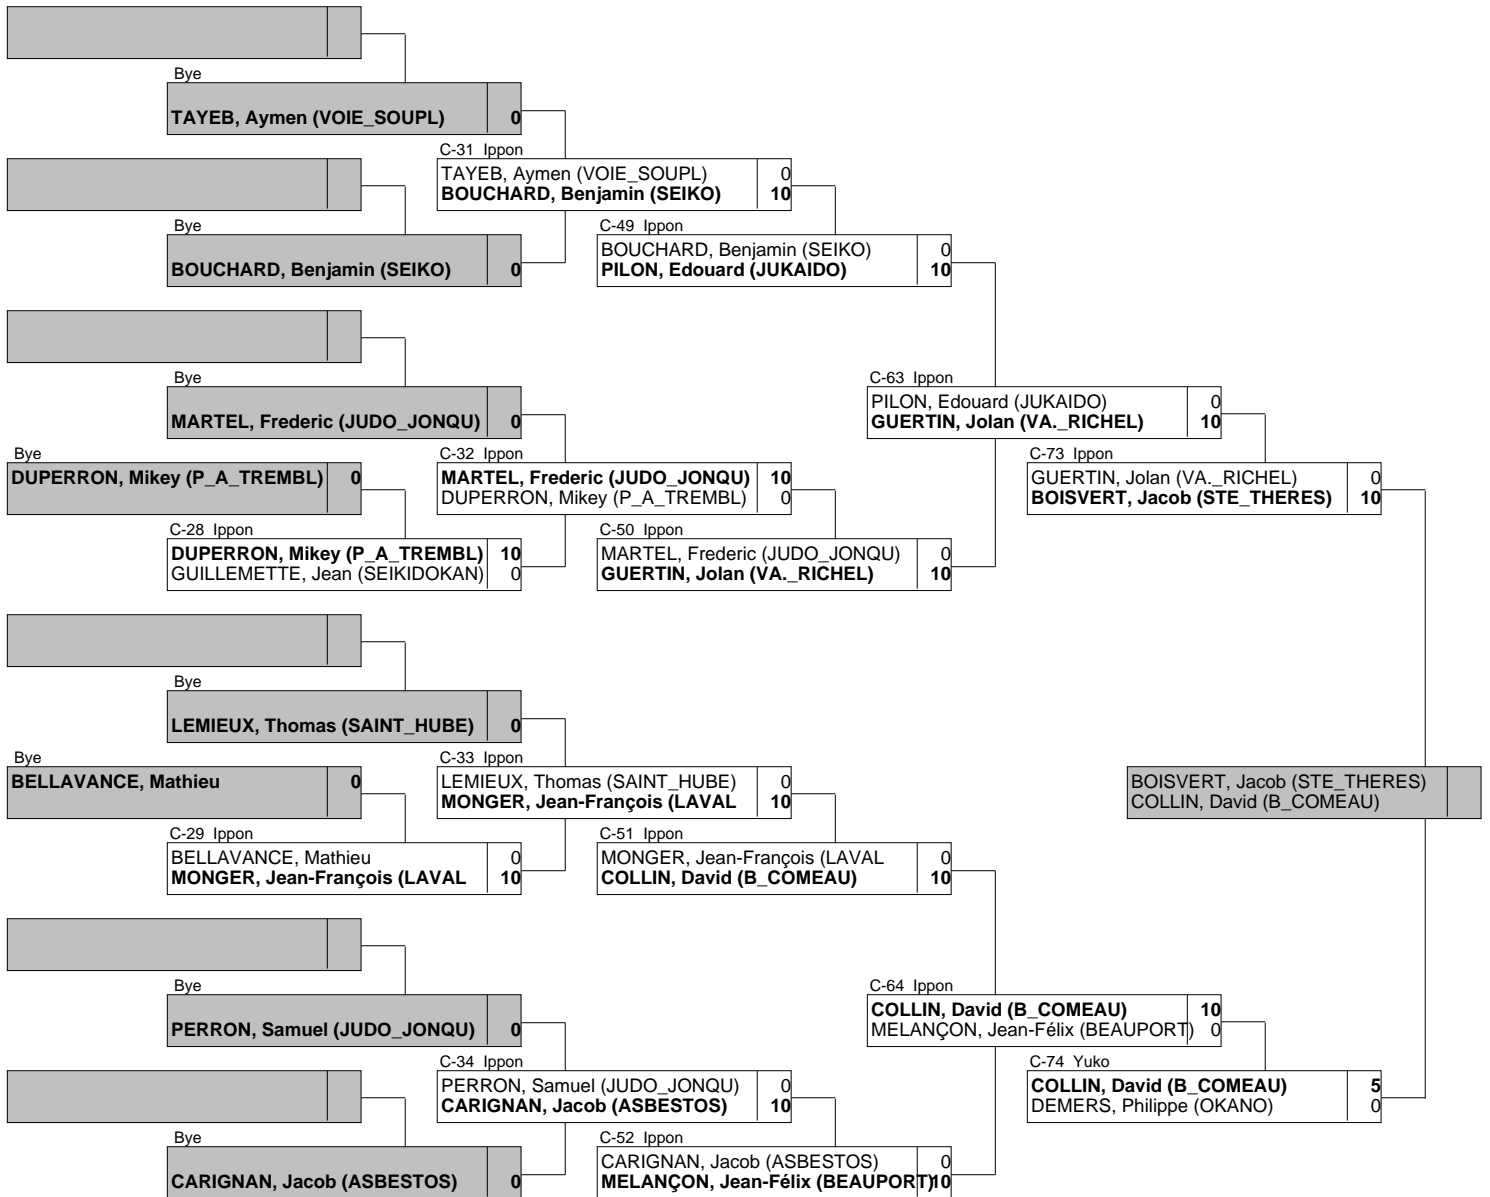 Bye
TAYEB, Aymen (VOIE_SOUPL) 0
C-31 Ippon
TAYEB, Aymen (VOIE_SOUPL) 0
BOUCHARD, Benjamin (SEIKO) 10
Bye
BOUCHARD, Benjamin (SEIKO) 0
C-49 Ippon
BOUCHARD, Benjamin (SEIKO) 0
PILON, Edouard (JUKAIDO) 10
Bye
MARTEL, Frederic (JUDO_JONQU) 0
C-63 Ippon
PILON, Edouard (JUKAIDO) 0
GUERTIN, Jolan (VA._RICHEL) 10
Bye
DUPERRON, Mikey (P_A_TREMBL) 0
C-32 Ippon
MARTEL, Frederic (JUDO_JONQU) 10
DUPERRON, Mikey (P_A_TREMBL) 0
C-73 Ippon
GUERTIN, Jolan (VA._RICHEL) 0
BOISVERT, Jacob (STE_THERES) 10
C-28 Ippon
DUPERRON, Mikey (P_A_TREMBL) 10
GUILLEMETTE, Jean (SEIKIDOKAN) 0
C-50 Ippon
MARTEL, Frederic (JUDO_JONQU) 0
GUERTIN, Jolan (VA._RICHEL) 10
Bye
LEMIEUX, Thomas (SAINT_HUBE) 0
Bye
BELLAVANCE, Mathieu 0
C-33 Ippon
LEMIEUX, Thomas (SAINT_HUBE) 0
MONGER, Jean-François (LAVAL 10
BOISVERT, Jacob (STE_THERES)
COLLIN, David (B_COMEAU)
C-29 Ippon
BELLAVANCE, Mathieu 0
MONGER, Jean-François (LAVAL 10
C-51 Ippon
MONGER, Jean-François (LAVAL 0
COLLIN, David (B_COMEAU) 10
Bye
PERRON, Samuel (JUDO_JONQU) 0
C-64 Ippon
COLLIN, David (B_COMEAU) 10
MELANÇON, Jean-Félix (BEAUPORT) 0
C-34 Ippon
PERRON, Samuel (JUDO_JONQU) 0
CARIGNAN, Jacob (ASBESTOS) 10
C-74 Yuko
COLLIN, David (B_COMEAU) 5
DEMERS, Philippe (OKANO) 0
Bye
CARIGNAN, Jacob (ASBESTOS) 0
C-52 Ippon
CARIGNAN, Jacob (ASBESTOS) 0
MELANÇON, Jean-Félix (BEAUPORT)10